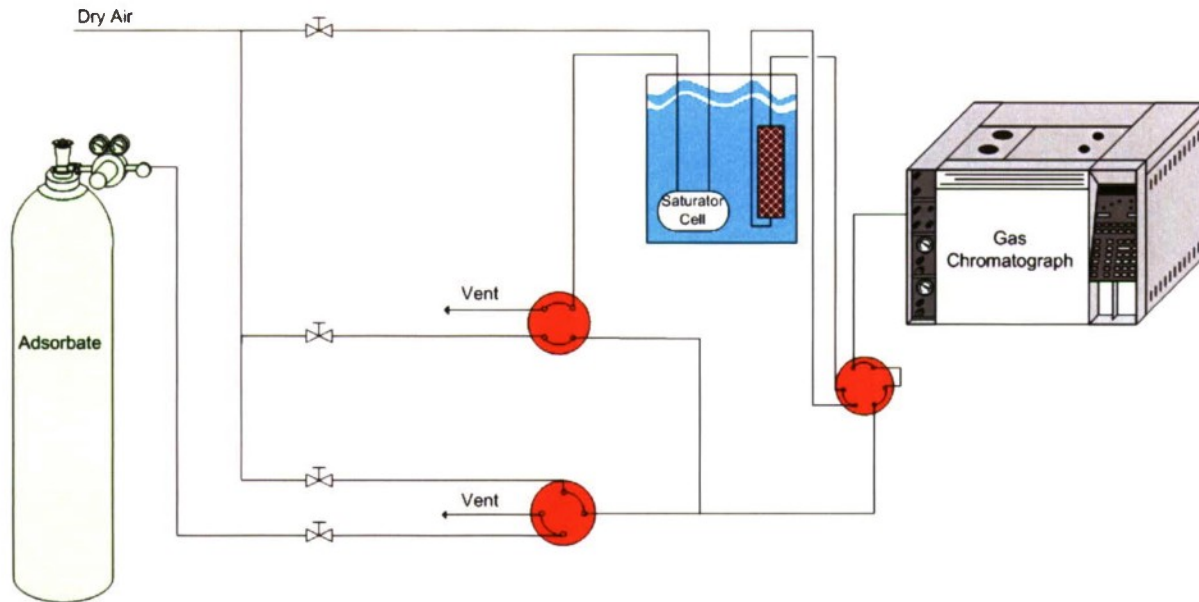 Dry Air
Saturator
Cell
Gas
Chromatograph
Vent
Adsorbate
Vent